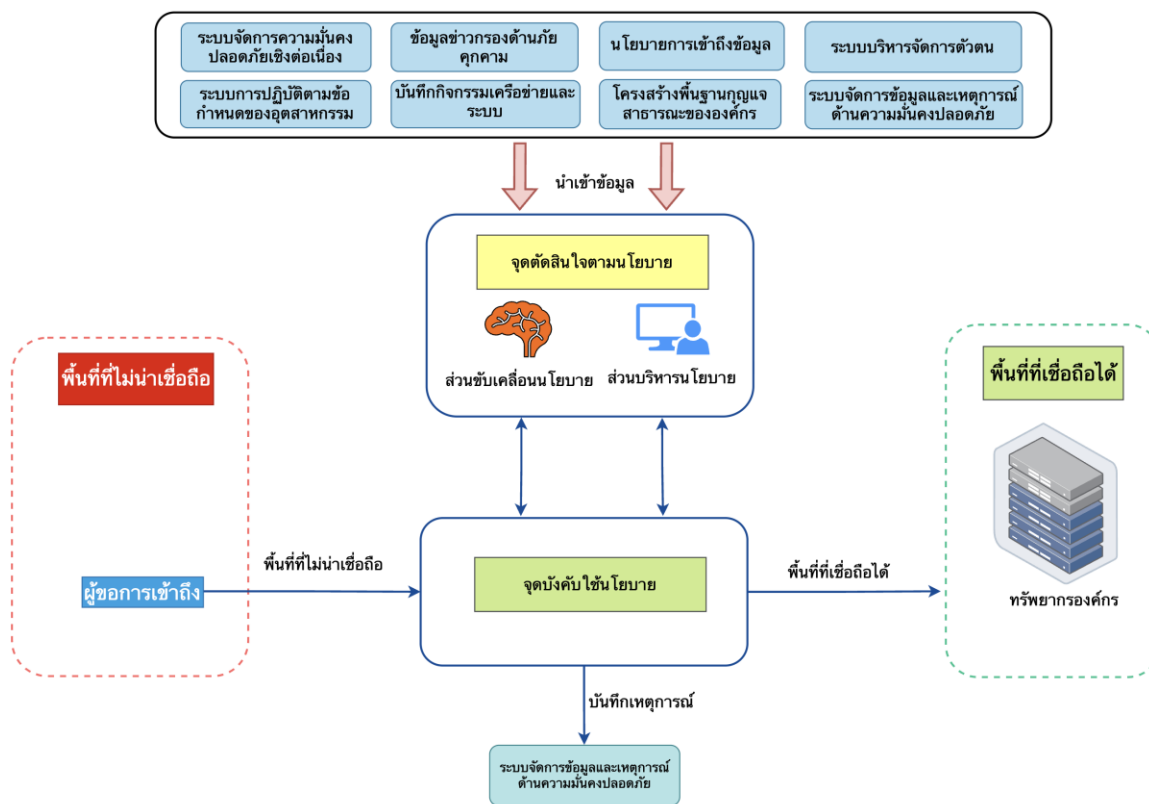 ระบบจัดการความมั่นคง
ปลอดภัยเชิงต่อเนื่อง
ข้อมูลข่าวกรองด้านภัย
คุกคาม
นโยบายการเข้าถึงข้อมูล
ระบบบริหารจัดการตัวตน
ระบบการปฏิบัติตามข้อ
กำหนดของอุตสาหกรรม
บันทึกกิจกรรมเครือข่ายและ
ระบบ
โครงสร้างพื้นฐานกุญแจ
สาธารณะขององค์กร
ระบบจัดการข้อมูลและเหตุการณ์
ด้านความมั่นคงปลอดภัย
นำเข้าข้อมูล
จุดตัดสินใจตามนโยบาย
ส่วนขับเคลื่อนนโยบาย
ส่วนบริหารนโยบาย
พื้นที่ที่ไม่น่าเชื่อถือ
พื้นที่ที่เชื่อถือได้
ผู้ขอการเข้าถึง
พื้นที่ที่ไม่น่าเชื่อถือ
จุดบังคับใช้นโยบาย
พื้นที่ที่เชื่อถือได้
ทรัพยากรองค์กร
บันทึกเหตุการณ์
ระบบจัดการข้อมูลและเหตุการณ์
ด้านความมั่นคงปลอดภัย